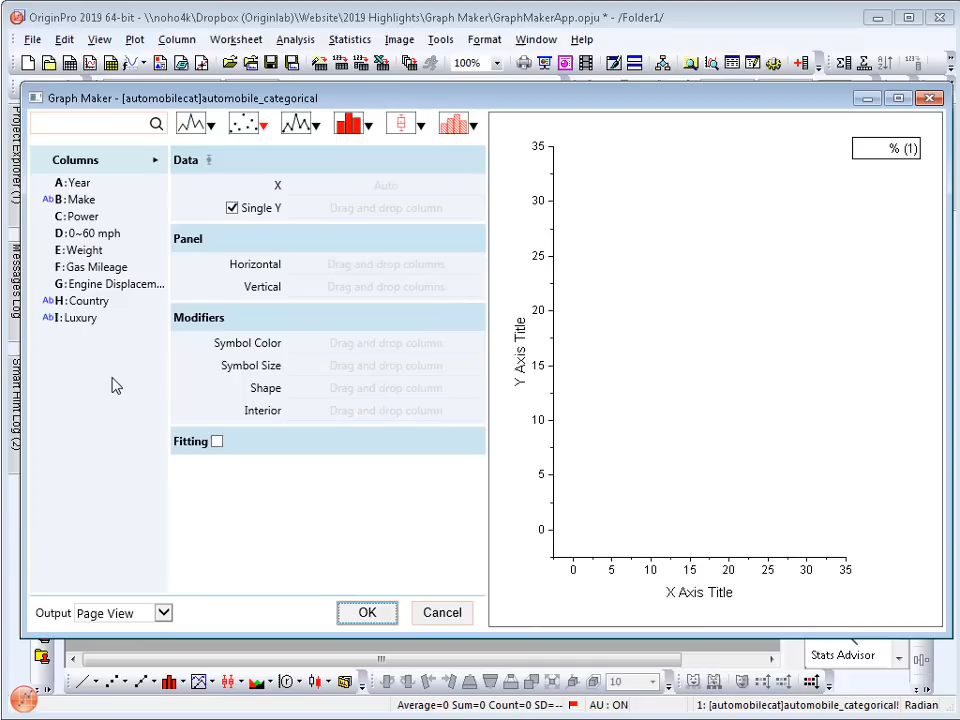 OriginPro 2019 64-bit - \\noho4k\Dropbox (Originlab)\Website\2019 Highlights\Graph Maker\GraphMakerApp.opju * - /Folder1/
File Edit View Plot Column Worksheet Analysis Statistics Image Tools Format Window Help
100%
Project Explorer (1)
Messages Log
Smart Hint Log (2)
Graph Maker - [automobilecat]automobile_categorical
Columns
A:Year
Ab B:Make
C:Power
D:0~60 mph
E:Weight
F:Gas Mileage
G:Engine Displacem...
Ab H:Country
Ab I:Luxury
Data
X Auto
Single Y Drag and drop column
Panel
Horizontal Drag and drop columns
Vertical Drag and drop columns
Modifiers
Symbol Color Drag and drop column
Symbol Size Drag and drop column
Shape Drag and drop column
Interior Drag and drop column
Fitting
% (1)
35
30
25
20
15
10
5
0
Y Axis Title
0 5 10 15 20 25 30 35
X Axis Title
Output Page View OK Cancel
Stats Advisor
10
Average=0 Sum=0 Count=0 SD=-- AU : ON 1: [automobilecat]automobile_categorical! Radian